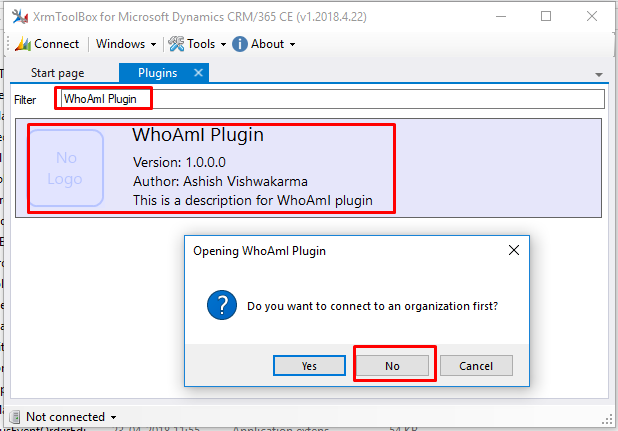 XrmToolBox for Microsoft Dynamics CRM/365 CE (v1.2018.4.22)
Connect Windows Tools About
Start page Plugins
Filter WhoAmI Plugin
No
Logo
WhoAmI Plugin
Version: 1.0.0.0
Author: Ashish Vishwakarma
This is a description for WhoAmI plugin
Opening WhoAmI Plugin
Do you want to connect to an organization first?
Yes No Cancel
Not connected